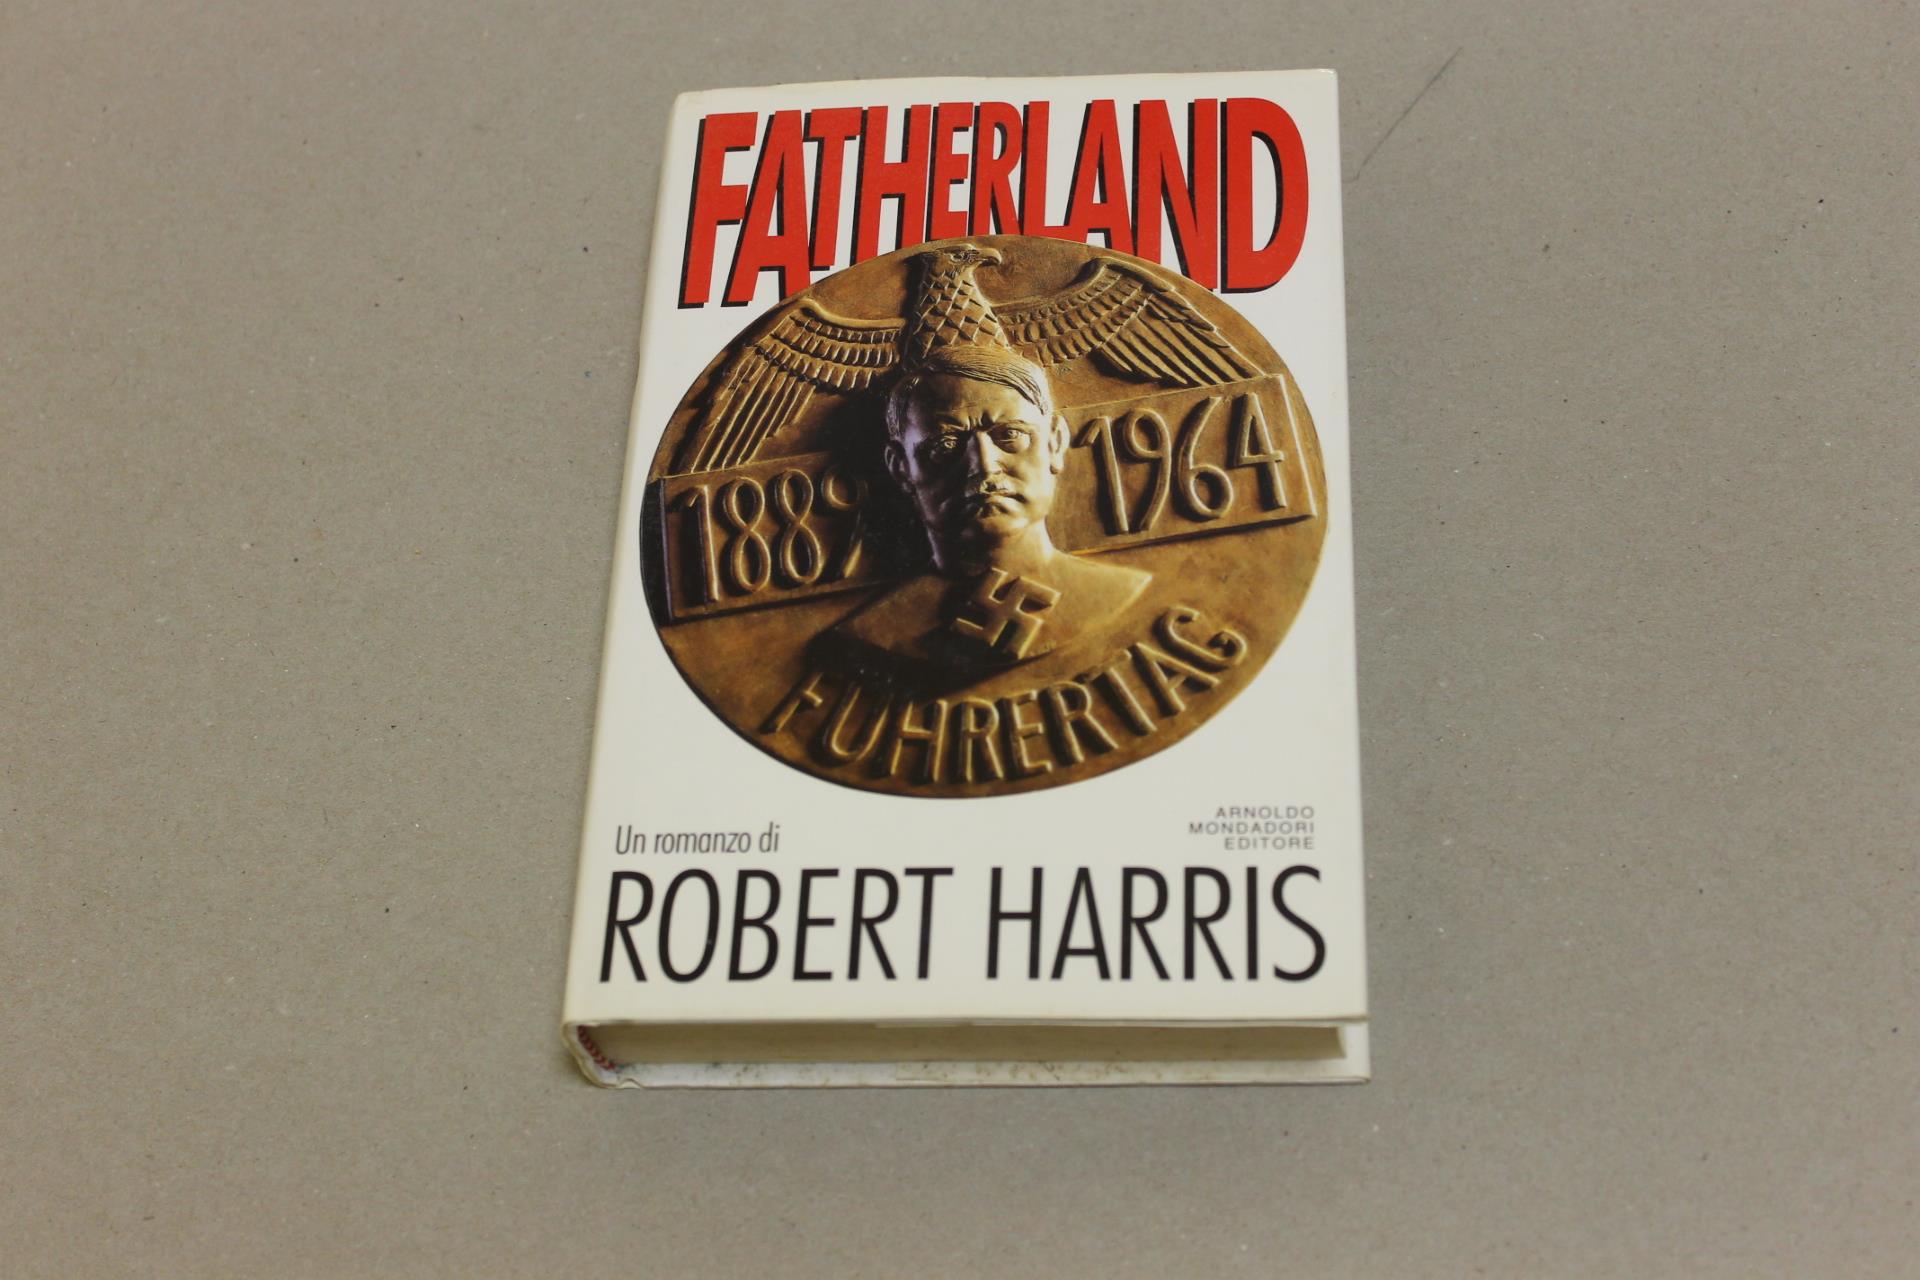 FATHERLAND
1889 1964
FUHRERTAG
Un romanzo di
ARNOLDO
MONDADORI
EDITORE
ROBERT HARRIS